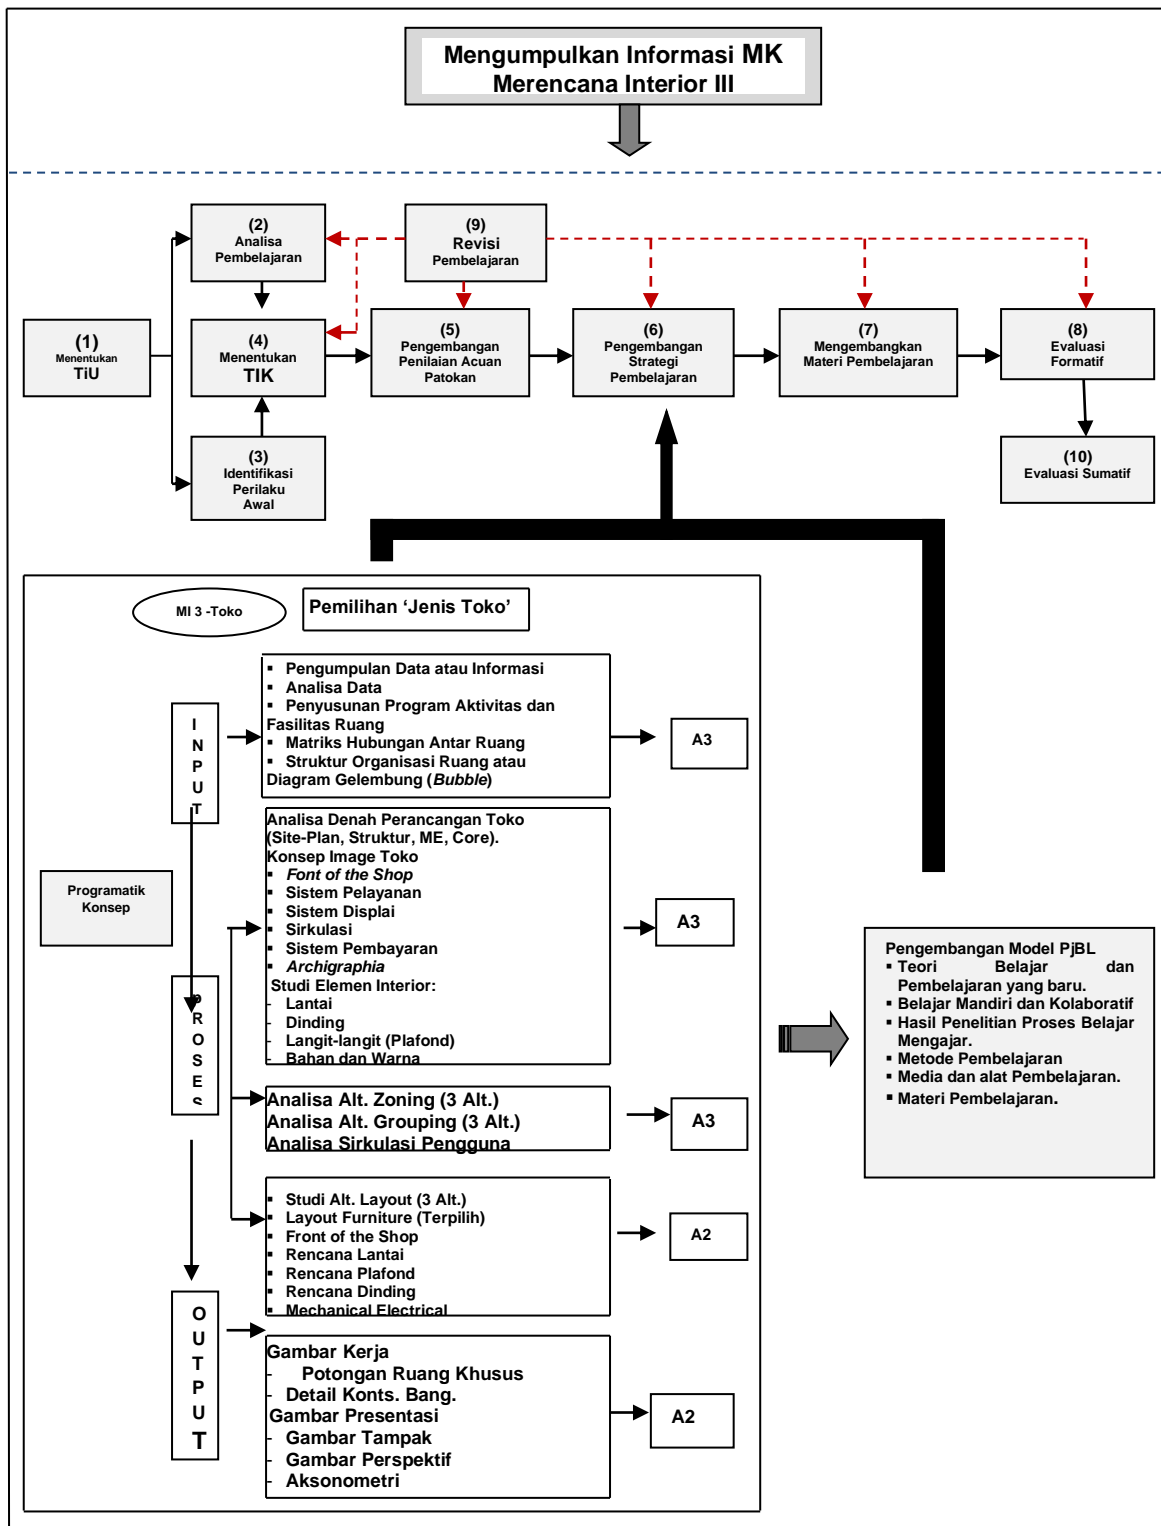 Mengumpulkan Informasi MK
Merencana Interior III
(2)
Analisa
Pembelajaran
(9)
Revisi
Pembelajaran
(1)
Menentukan
TiU
(4)
Menentukan
TIK
(5)
Pengembangan
Penilaian Acuan
Patokan
(6)
Pengembangan
Strategi
Pembelajaran
(7)
Mengembangkan
Materi Pembelajaran
(8)
Evaluasi
Formatif
(3)
Identifikasi
Perilaku
Awal
(10)
Evaluasi Sumatif
MI 3 -Toko
Pemilihan ‘Jenis Toko’
I
N
P
U
T
▪ Pengumpulan Data atau Informasi
▪ Analisa Data
▪ Penyusunan Program Aktivitas dan
Fasilitas Ruang
▪ Matriks Hubungan Antar Ruang
▪ Struktur Organisasi Ruang atau
Diagram Gelembung (Bubble)
A3
Programatik
Konsep
P
R
O
S
E
S
Analisa Denah Perancangan Toko
(Site-Plan, Struktur, ME, Core).
Konsep Image Toko
▪ Font of the Shop
▪ Sistem Pelayanan
▪ Sistem Displai
▪ Sirkulasi
▪ Sistem Pembayaran
▪ Archigraphia
Studi Elemen Interior:
- Lantai
- Dinding
- Langit-langit (Plafond)
- Bahan dan Warna
A3
Analisa Alt. Zoning (3 Alt.)
Analisa Alt. Grouping (3 Alt.)
Analisa Sirkulasi Pengguna
A3
▪ Studi Alt. Layout (3 Alt.)
▪ Layout Furniture (Terpilih)
▪ Front of the Shop
▪ Rencana Lantai
▪ Rencana Plafond
▪ Rencana Dinding
▪ Mechanical Electrical
A2
O
U
T
P
U
T
Gambar Kerja
- Potongan Ruang Khusus
- Detail Konts. Bang.
Gambar Presentasi
- Gambar Tampak
- Gambar Perspektif
- Aksonometri
A2
Pengembangan Model PjBL
▪ Teori Belajar dan
Pembelajaran yang baru.
▪ Belajar Mandiri dan Kolaboratif
▪ Hasil Penelitian Proses Belajar
Mengajar.
▪ Metode Pembelajaran
▪ Media dan alat Pembelajaran.
▪ Materi Pembelajaran.